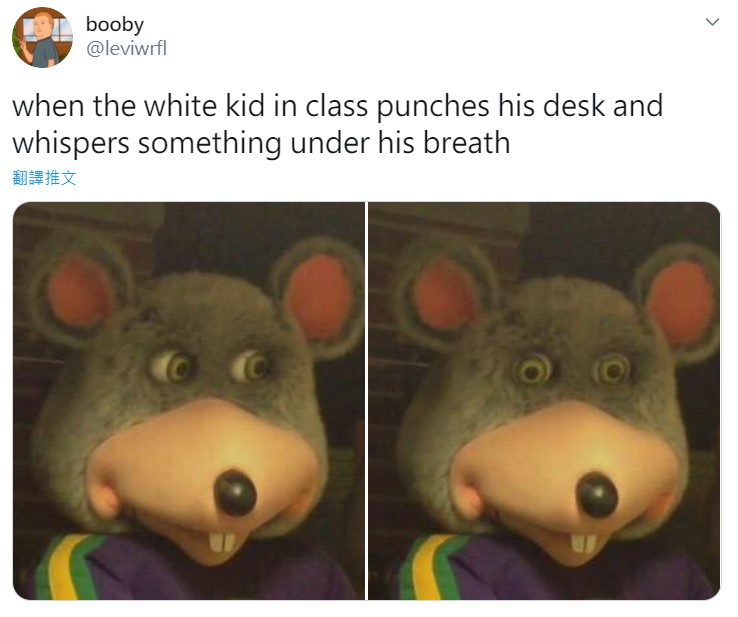 booby
@leviwrfl
when the white kid in class punches his desk and
whispers something under his breath
翻譯推文